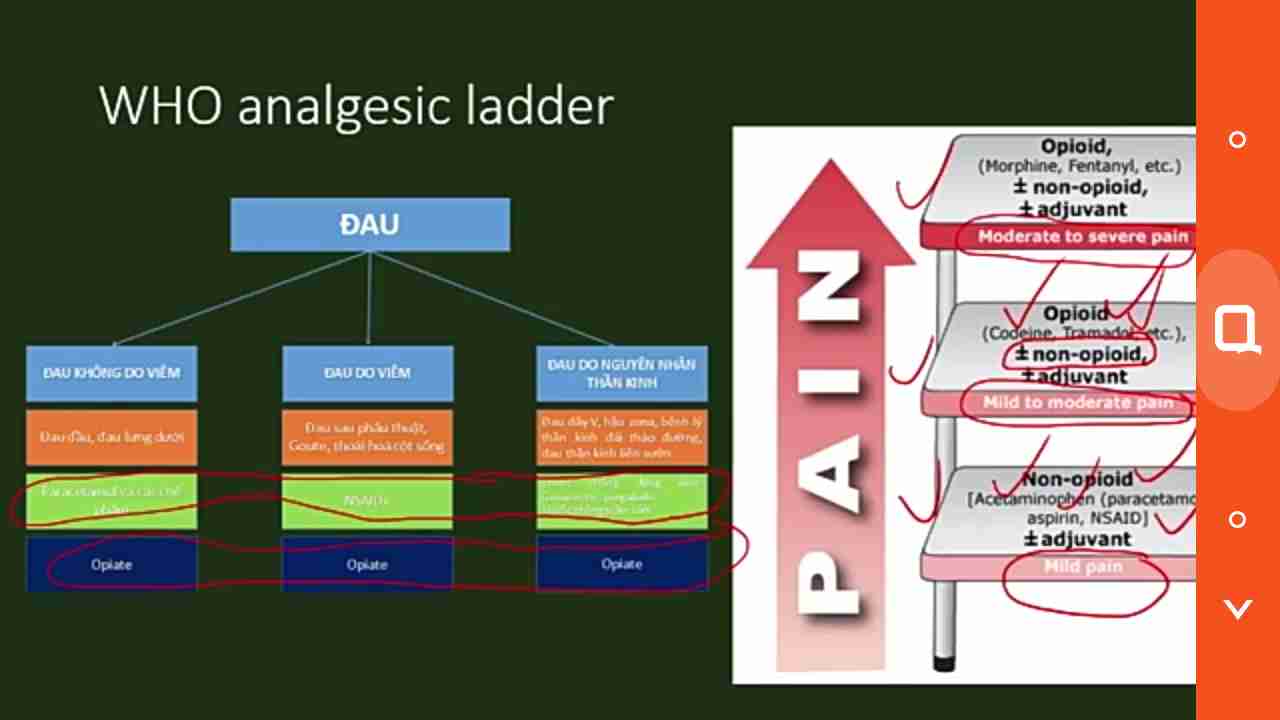 WHO analgesic ladder
ĐAU
ĐAU KHÔNG DO VIÊM
ĐAU DO VIÊM
ĐAU DO NGUYÊN NHÂN
THẦN KINH
Đau đầu, đau lưng dưới
Đau sau phẫu thuật,
Goute, thoái hoá cột sống
Đau dây V, hậu zona, bệnh lý
thần kinh đái tháo đường,
đau thần kinh liên sườn
Paracetamol và các chế
phẩm
NSAIDs
Opiate
Opiate
Opiate
PAIN
Opioid,
(Morphine, Fentanyl, etc.)
± non-opioid,
± adjuvant
Moderate to severe pain
Opioid
(Codeine, Tramadol, etc.),
± non-opioid,
± adjuvant
Mild to moderate pain
Non-opioid
[Acetaminophen (paracetamo
aspirin, NSAID]
± adjuvant
Mild pain